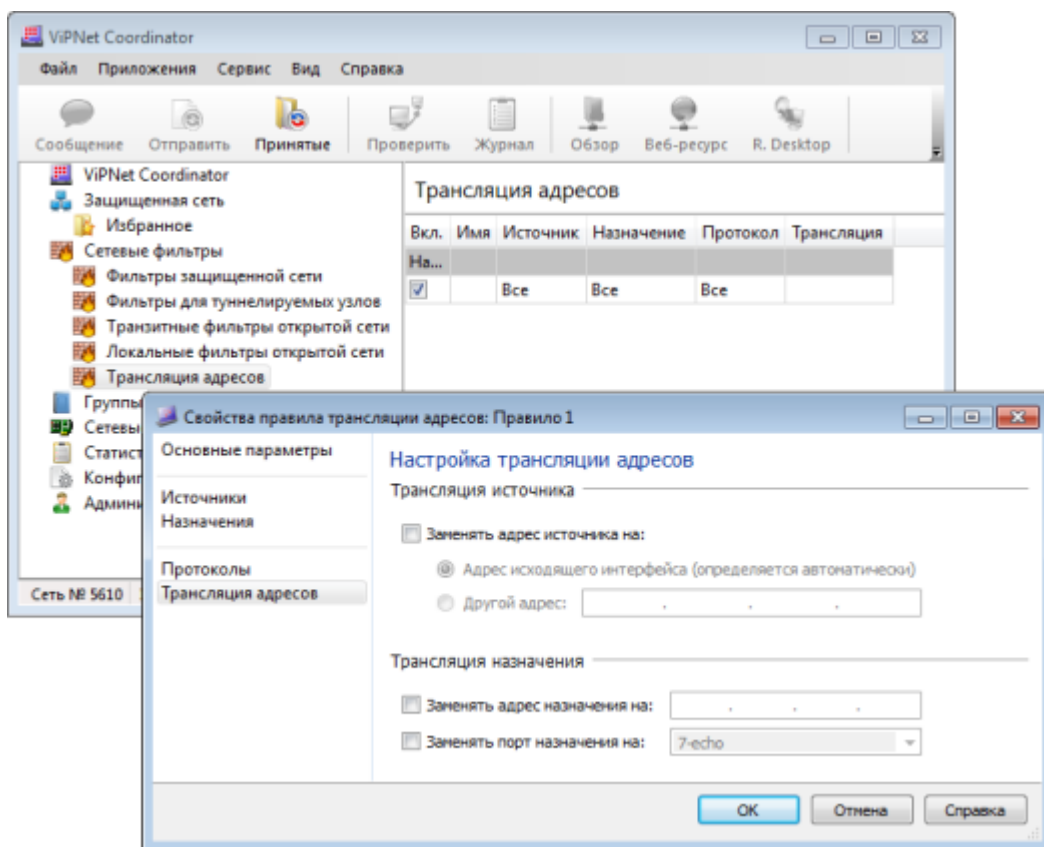 ViPNet Coordinator
Файл Приложения Сервис Вид Справка
Сообщение Отправить Принятые Проверить Журнал Обзор Веб-ресурс R. Desktop
ViPNet Coordinator
Защищенная сеть
Избранное
Сетевые фильтры
Фильтры защищенной сети
Фильтры для туннелируемых узлов
Транзитные фильтры открытой сети
Локальные фильтры открытой сети
Трансляция адресов
Группы
Сетевы
Статист
Конфиг
Админи
Сеть № 5610
Трансляция адресов
Вкл. Имя Источник Назначение Протокол Трансляция
На...
Все Все Все
Свойства правила трансляции адресов: Правило 1
Основные параметры
Источники
Назначения
Протоколы
Трансляция адресов
Настройка трансляции адресов
Трансляция источника
Заменять адрес источника на:
Адрес исходящего интерфейса (определяется автоматически)
Другой адрес: . . .
Трансляция назначения
Заменять адрес назначения на: . . .
Заменять порт назначения на: 7-echo
OK Отмена Справка